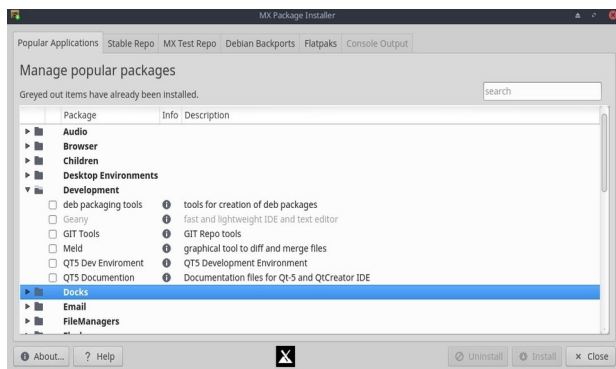 MX Package Installer
Popular Applications Stable Repo MX Test Repo Debian Backports Flatpaks Console Output
Manage popular packages
Greyed out items have already been installed.
search
Package Info Description
Audio
Browser
Children
Desktop Environments
Development
deb packaging tools tools for creation of deb packages
Geany fast and lightweight IDE and text editor
GIT Tools GIT Repo tools
Meld graphical tool to diff and merge files
QT5 Dev Enviroment QT5 Development Environment
QT5 Documention Documentation files for Qt-5 and QtCreator IDE
Docks
Email
FileManagers
About... ? Help Uninstall Install Close